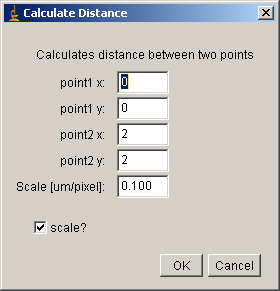 Calculate Distance
Calculates distance between two points
point1 x: 0
point1 y: 0
point2 x: 2
point2 y: 2
Scale [um/pixel]: 0.100
scale?
OK Cancel